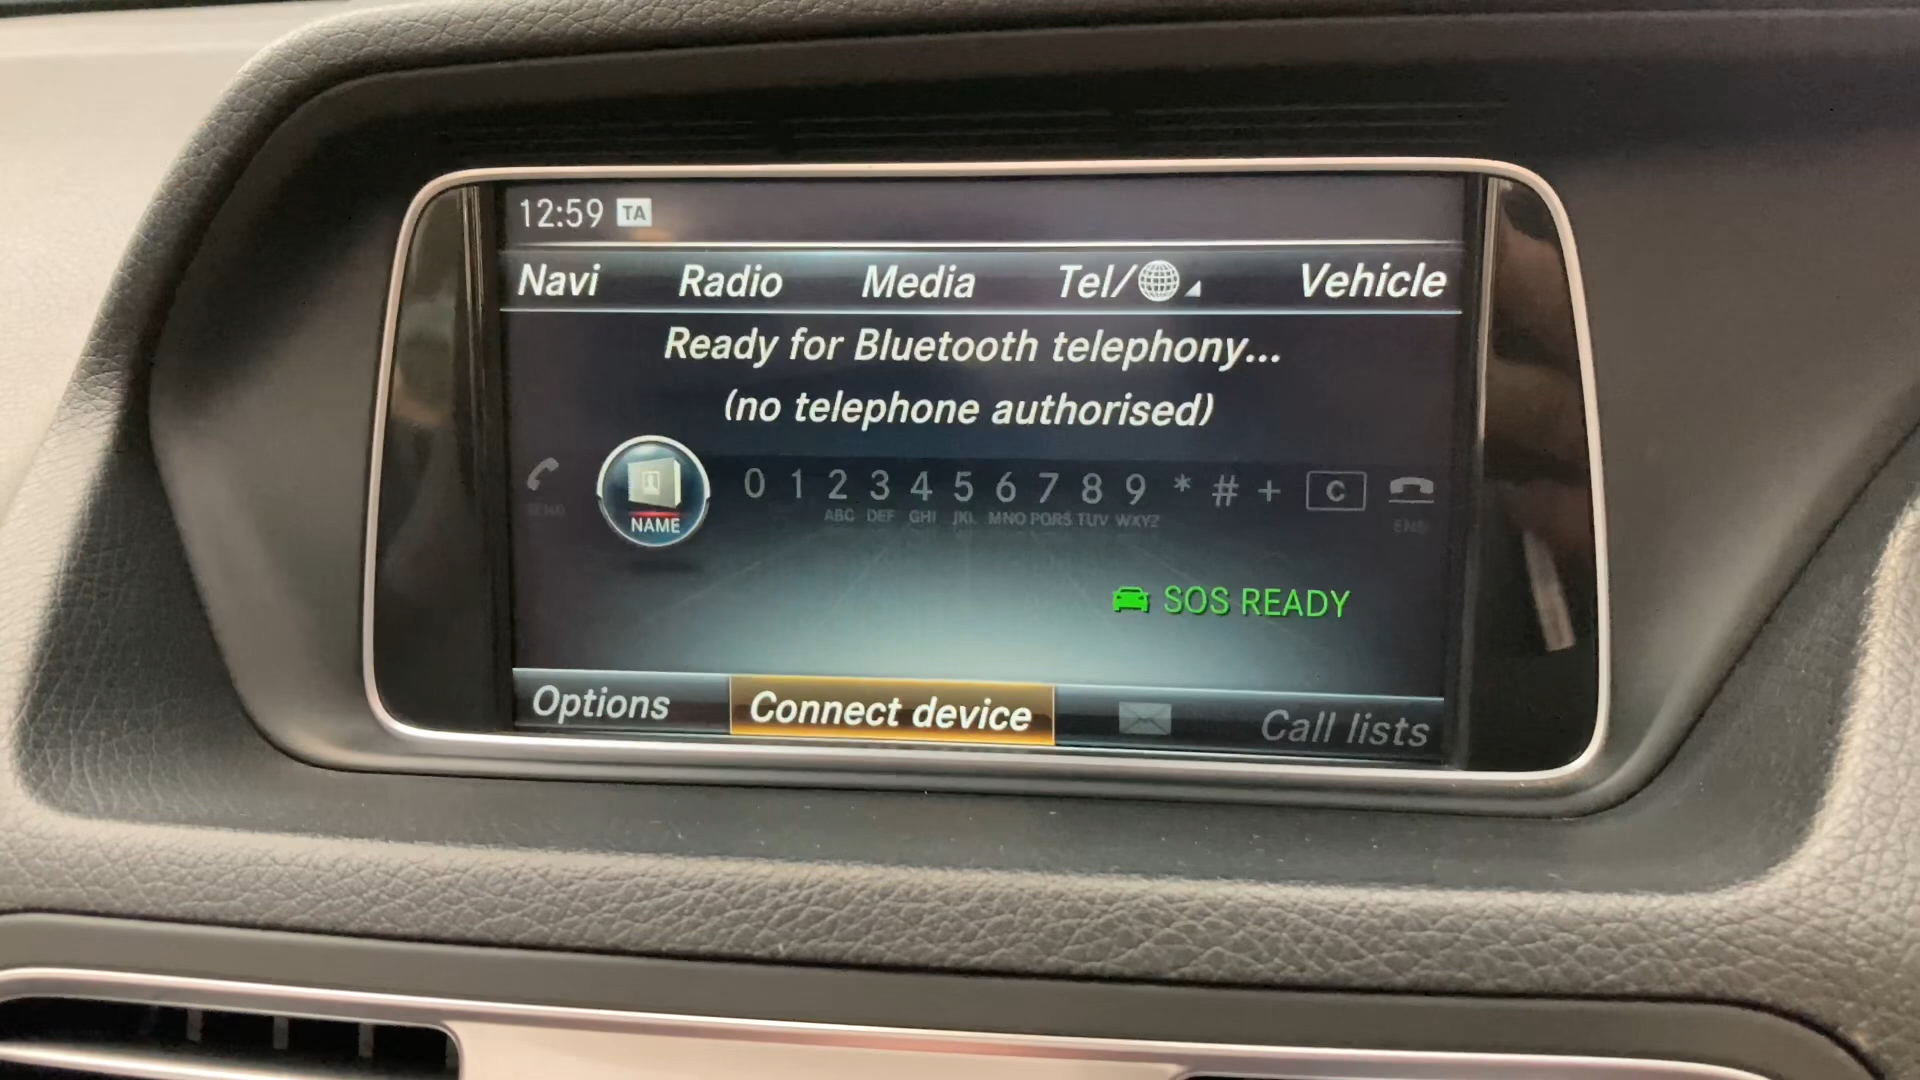 12:59 TA
Navi Radio Media Tel/ Vehicle
Ready for Bluetooth telephony...
(no telephone authorised)
SEND NAME 0 1 2 3 4 5 6 7 8 9 * # + C END
ABC DEF GHI JKL MNO PQRS TUV WXYZ
SOS READY
Options Connect device Call lists